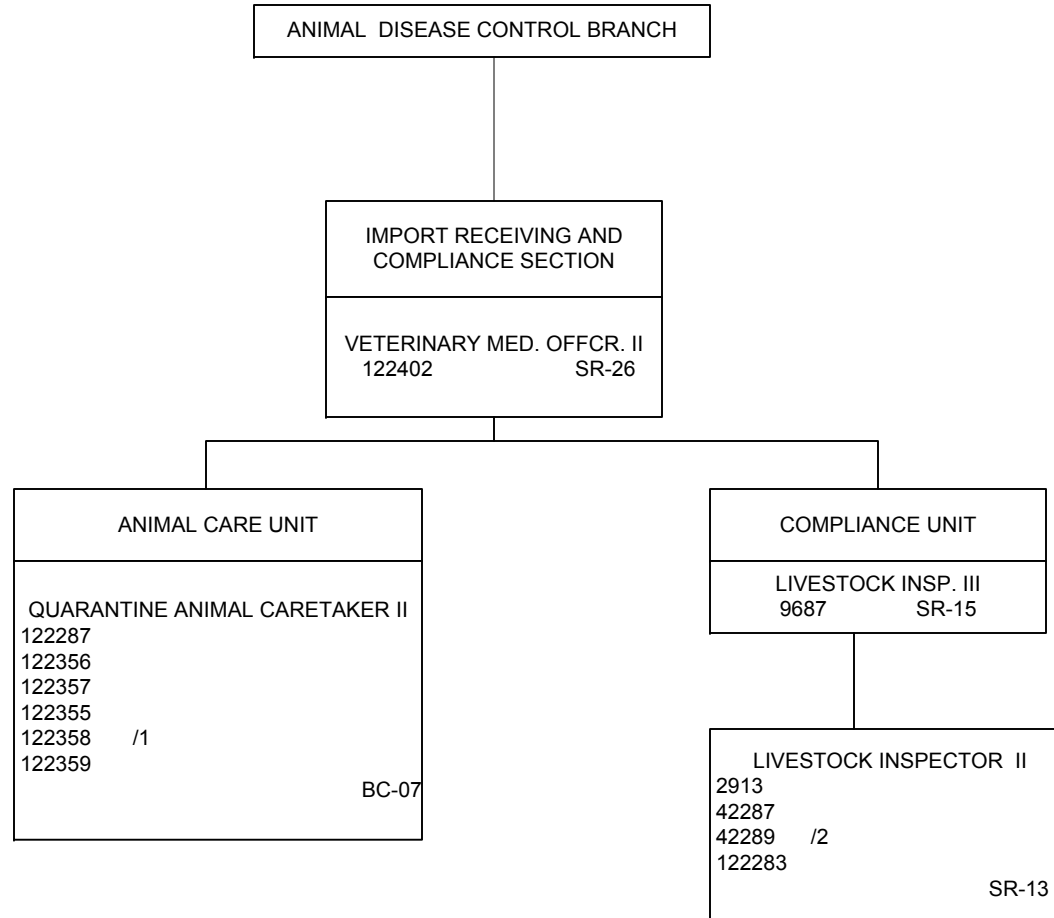 ANIMAL DISEASE CONTROL BRANCH
IMPORT RECEIVING AND
COMPLIANCE SECTION
VETERINARY MED. OFFCR. II
122402 SR-26
ANIMAL CARE UNIT
QUARANTINE ANIMAL CARETAKER II
122287
122356
122357
122355
122358 /1
122359
BC-07
COMPLIANCE UNIT
LIVESTOCK INSP. III
9687 SR-15
LIVESTOCK INSPECTOR II
2913
42287
42289 /2
122283
SR-13